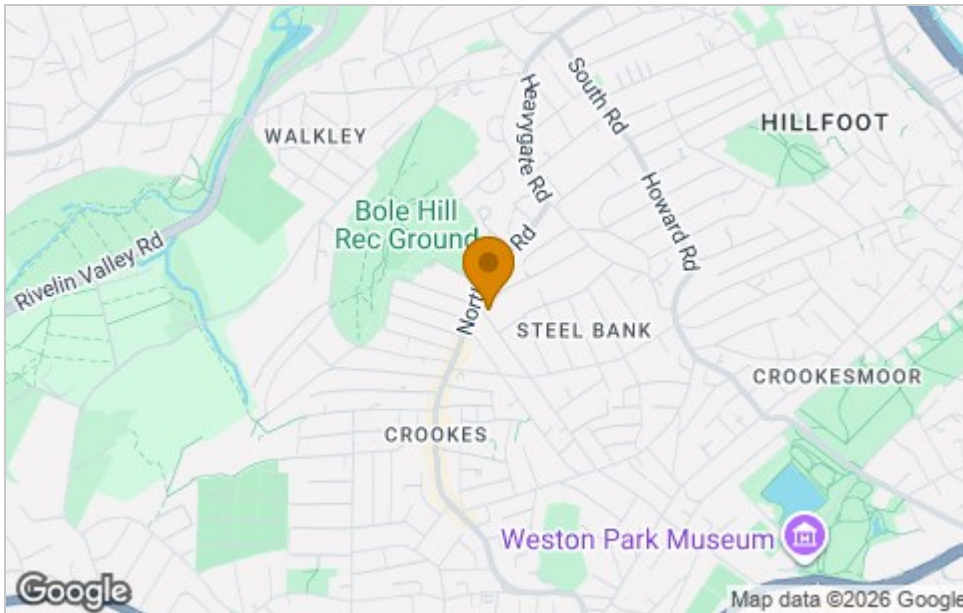 WALKLEY
Heavygate Rd
South Rd
HILLFOOT
Howard Rd
Bole Hill
Rec Ground
Rd
Rivelin Valley Rd
North
STEEL BANK
CROOKESMOOR
CROOKES
Weston Park Museum
Google
Map data ©2026 Google